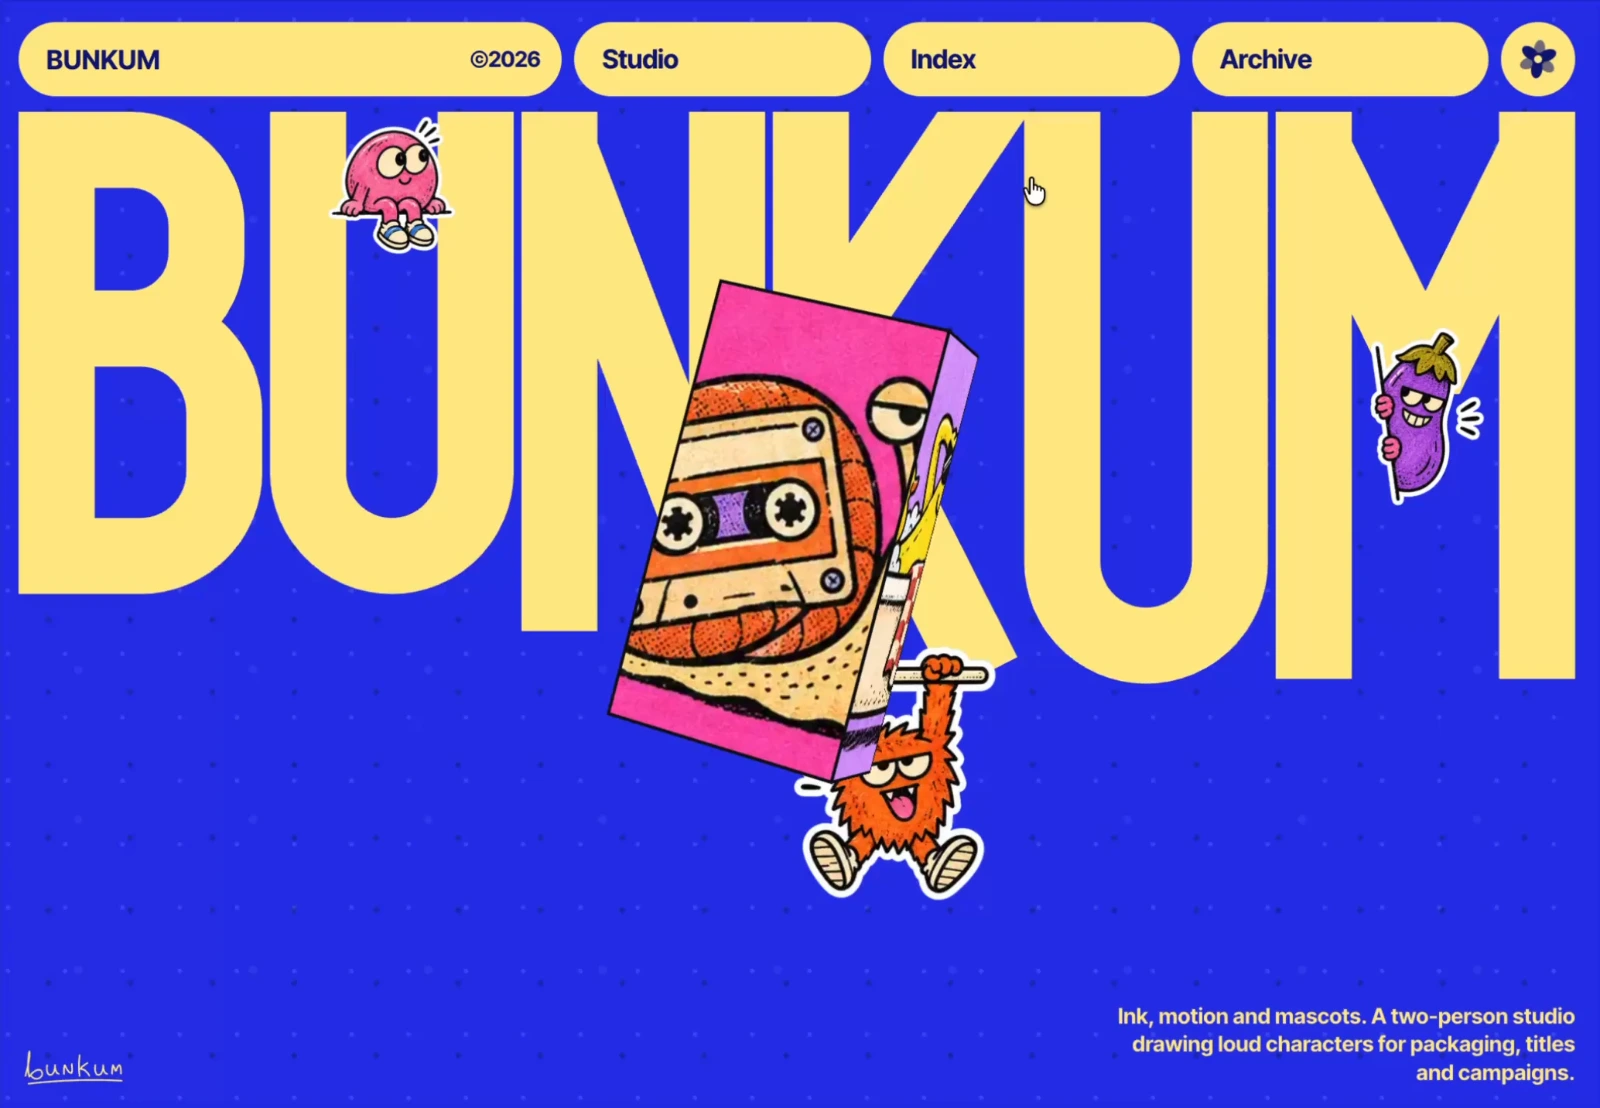 BUNKUM ©2026 Studio Index Archive
BUNKUM
Ink, motion and mascots. A two-person studio
drawing loud characters for packaging, titles
and campaigns.
bunkum